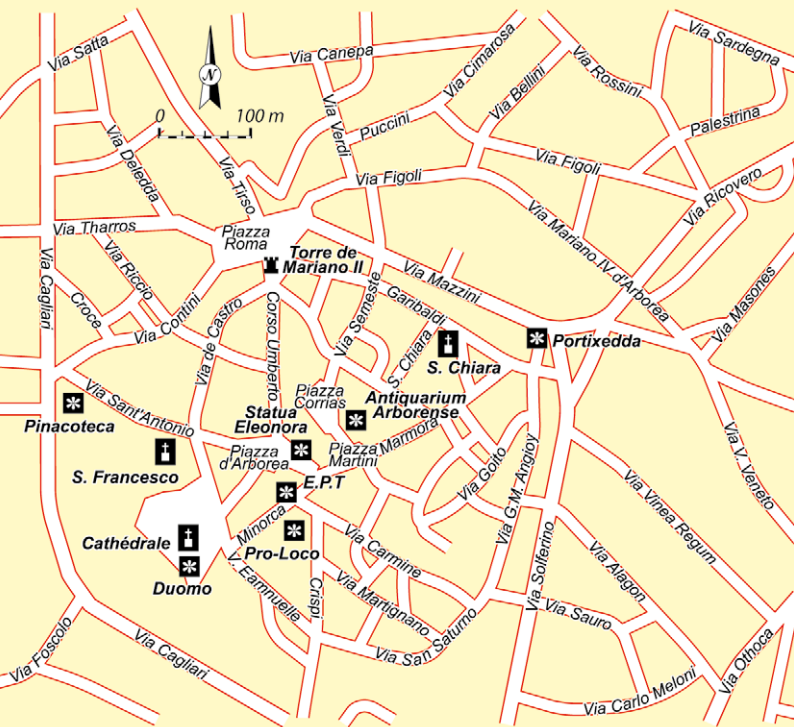 Via Satta
Via Canepa
Via Cimarosa
Via Sardegna
Via Rossini
Via Bellini
N
0 100 m
Via Verdi
Puccini
Palestrina
Via Deledda
Via Tirso
Via Figoli
Via Figoli
Via Ricovero
Via Tharros
Piazza
Roma
Via Mariano IV d'Arborea
Torre de
Mariano II
Via Cagliari
Via Riccio
Via Mazzini
Via Masones
Croce
Via Contini
Via de Castro
Corso Umberto
Via Semeste
Garibaldi
S. Chiara
S. Chiara
Portixedda
Via Sant'Antonio
Pinacoteca
Piazza
Corrias
Antiquarium
Arborense
Statua
Eleonora
Piazza
d'Arborea
Piazza
Martini
Marmora
S. Francesco
E.P.T
Via Goito
Via G.M. Angioy
Via V. Veneto
Via Vinea Regum
Minorca
Cathédrale
Pro-Loco
Duomo
V. Eamnuelle
Via Carmine
Crispi
Via Martignano
Via Solferino
Via Alagon
Via Sauro
Via San Saturno
Via Foscolo
Via Cagliari
Via Othoca
Via Carlo Meloni